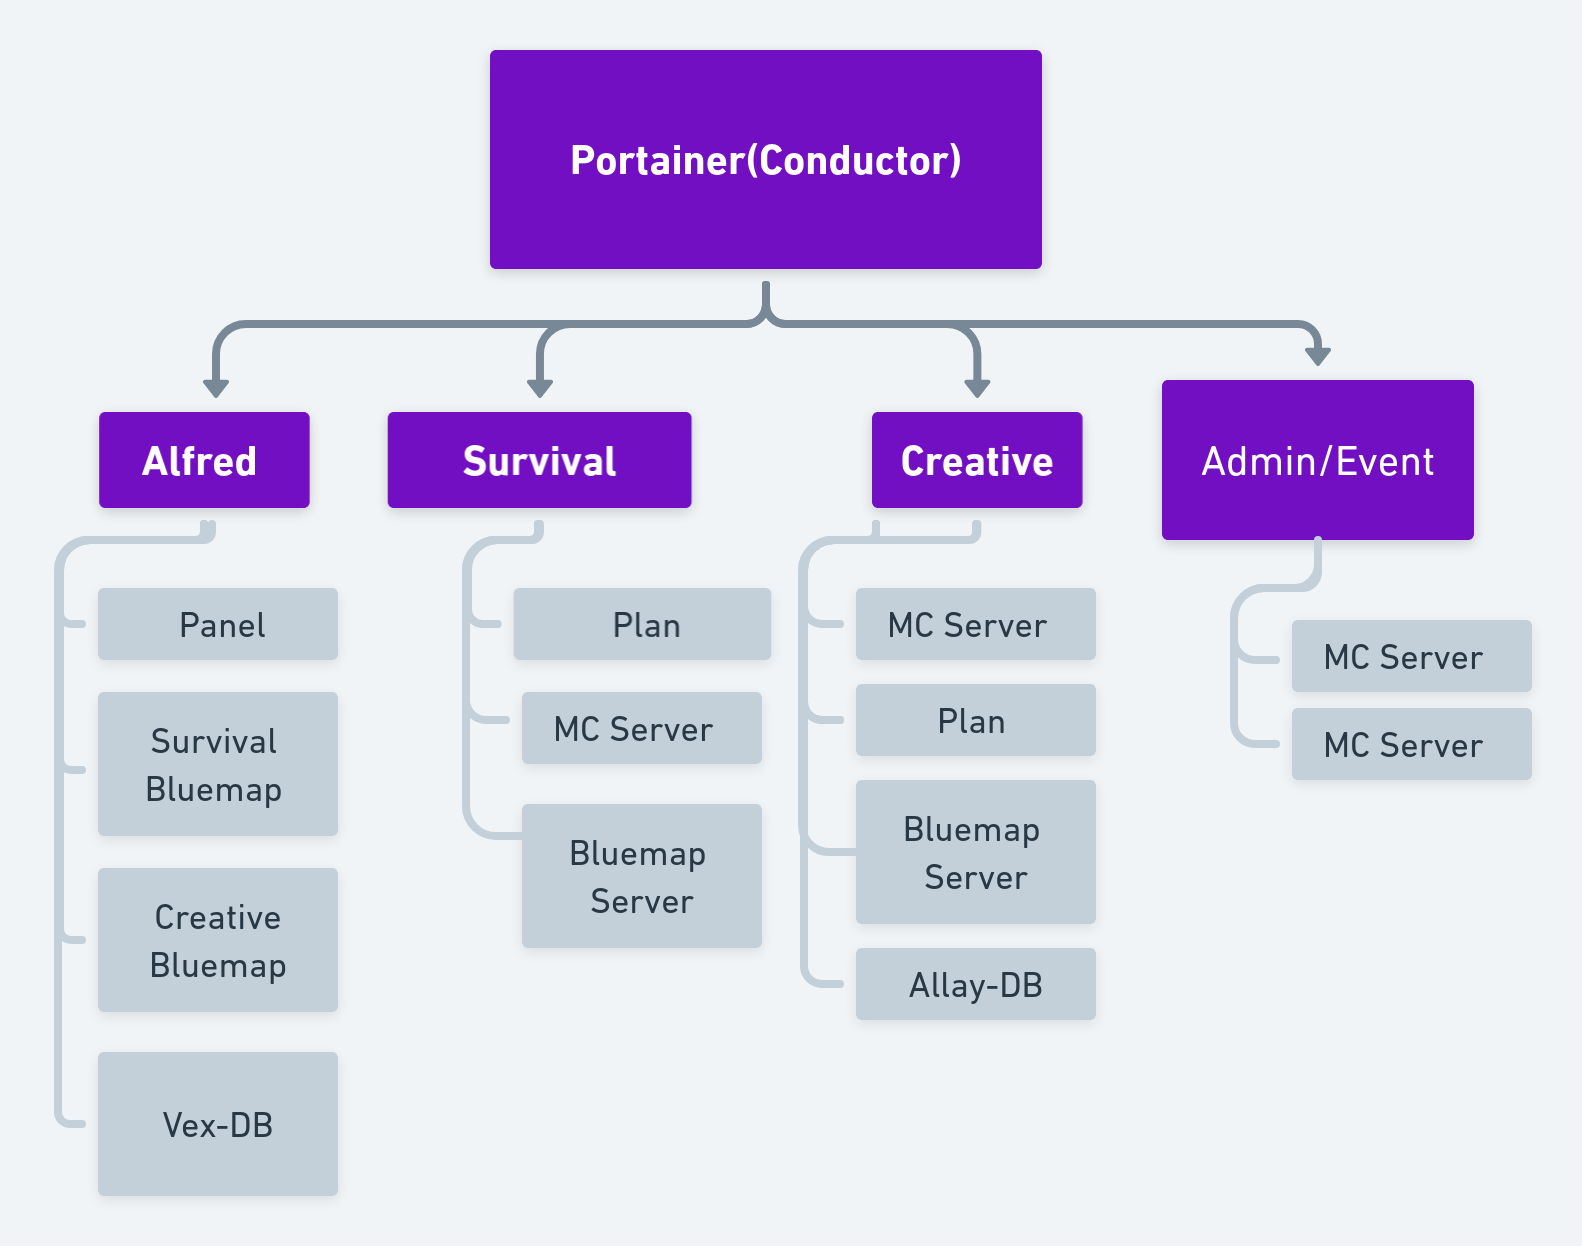 Portainer(Conductor)
Alfred
Survival
Creative
Admin/Event
Panel
Survival
Bluemap
Creative
Bluemap
Vex-DB
Plan
MC Server
Bluemap
Server
MC Server
Plan
Bluemap
Server
Allay-DB
MC Server
MC Server